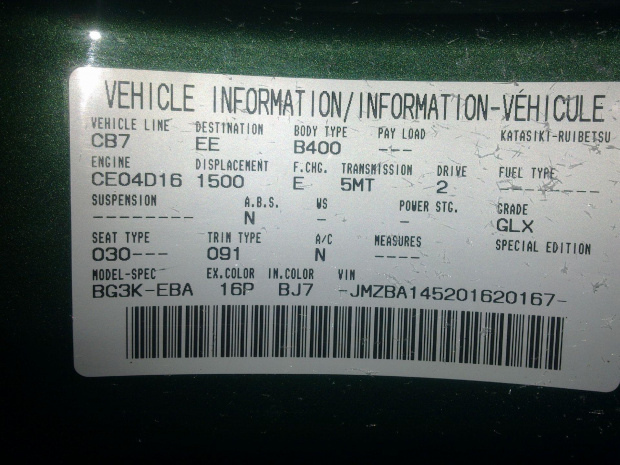 VEHICLE INFORMATION/INFORMATION-VÉHICULE
VEHICLE LINE DESTINATION BODY TYPE PAY LOAD KATASIKI-RUIBETSU
CB7 EE B400 ---
ENGINE DISPLACEMENT F.CHG. TRANSMISSION DRIVE FUEL TYPE
CE04D16 1500 E 5MT 2 --------
SUSPENSION A.B.S. WS POWER STG. GRADE
-------- N - - GLX
SEAT TYPE TRIM TYPE A/C MEASURES SPECIAL EDITION
030--- 091 N ----
MODEL-SPEC EX.COLOR IN.COLOR VIN
BG3K-EBA 16P BJ7 -JMZBA145201620167-